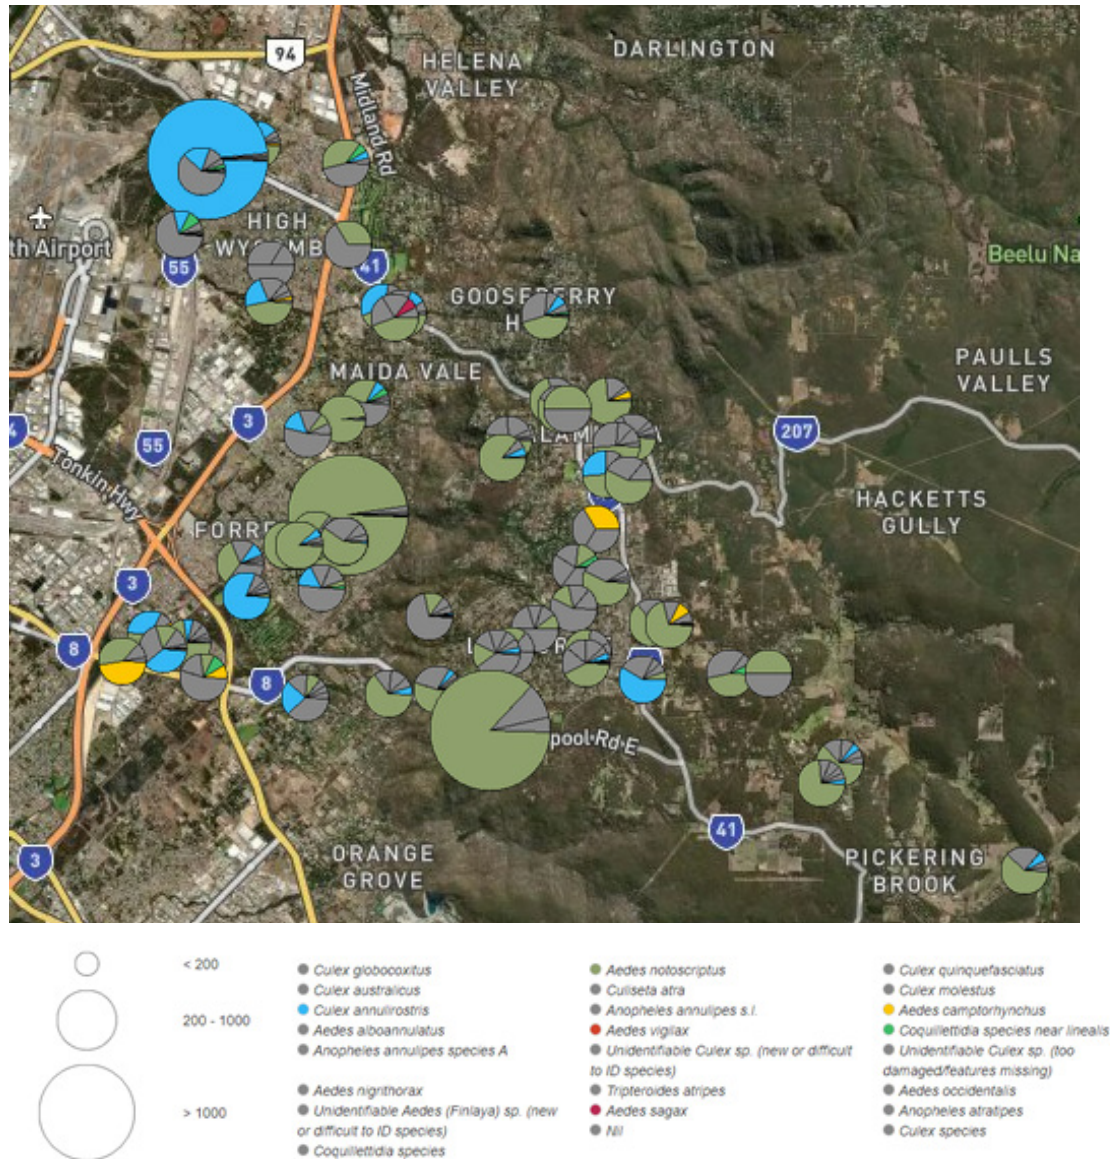 94
HELENA
VALLEY
DARLINGTON
Midland Rd
th Airport
HIGH
55
41
Beelu Na
GOOSEBERRY
MAIDA VALE
PAULLS
VALLEY
3
207
4
55
Tonkin Hwy
HACKETTS
GULLY
FORRE
3
8
8
pool Rd E
41
3
ORANGE
GROVE
PICKERING
BROOK
< 200
200 - 1000
> 1000
Culex globocoxitus
Culex australicus
Culex annulirostris
Aedes alboannulatus
Anopheles annulipes species A
Aedes nigrithorax
Unidentifiable Aedes (Finlaya) sp. (new
or difficult to ID species)
Coquillettidia species
Aedes notoscriptus
Culiseta atra
Anopheles annulipes s.l.
Aedes vigilax
Unidentifiable Culex sp. (new or difficult
to ID species)
Tripteroides atripes
Aedes sagax
Nil
Culex quinquefasciatus
Culex molestus
Aedes camptorhynchus
Coquillettidia species near linealis
Unidentifiable Culex sp. (too
damaged/features missing)
Aedes occidentalis
Anopheles atratipes
Culex species